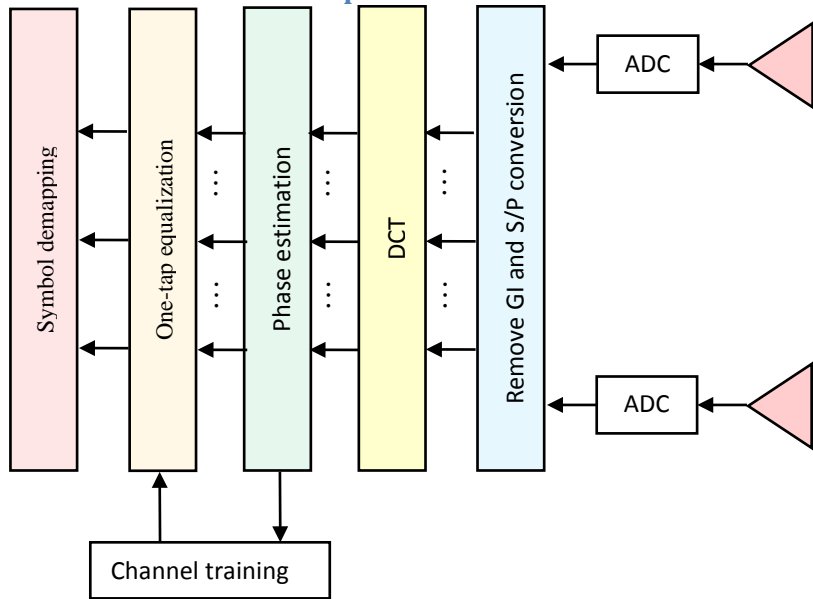 Symbol demapping
One-tap equalization
Phase estimation
DCT
Remove GI and S/P conversion
ADC
ADC
Channel training